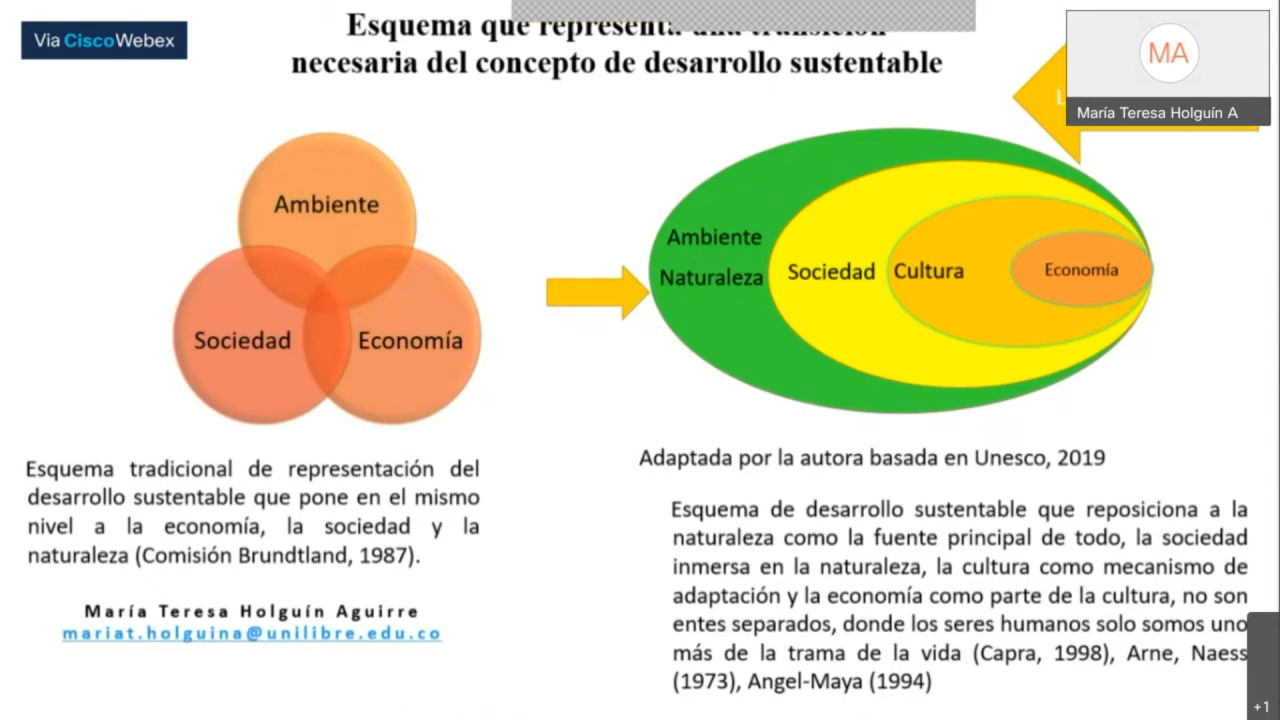 Via CiscoWebex
Esquema que representa una transición
necesaria del concepto de desarrollo sustentable
MA
María Teresa Holguín A
Ambiente
Sociedad
Economía
Ambiente
Naturaleza
Sociedad
Cultura
Economía
Esquema tradicional de representación del
desarrollo sustentable que pone en el mismo
nivel a la economía, la sociedad y la
naturaleza (Comisión Brundtland, 1987).
María Teresa Holguín Aguirre
mariat.holguina@unilibre.edu.co
Adaptada por la autora basada en Unesco, 2019
Esquema de desarrollo sustentable que reposiciona a la
naturaleza como la fuente principal de todo, la sociedad
inmersa en la naturaleza, la cultura como mecanismo de
adaptación y la economía como parte de la cultura, no son
entes separados, donde los seres humanos solo somos uno
más de la trama de la vida (Capra, 1998), Arne, Naess
(1973), Angel-Maya (1994)
+1